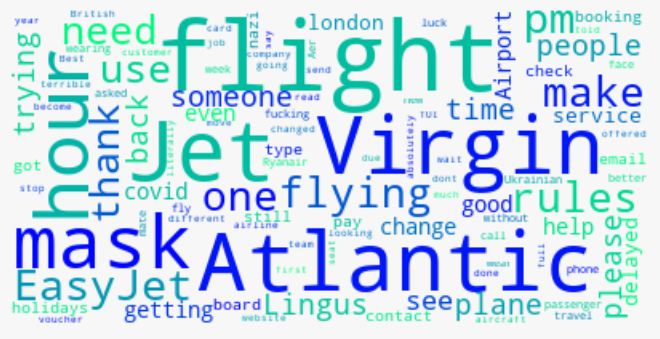 year British
need
card
job
nazi
say
london
luck
Airport
pm
booking
told
trying
wearing
Best
customer
flight
Aer
company
going
people
face
terrible
week
send
check
use
hour
become
asked
someone
read
make
thank
back
even
fucking
time
service
move
changed
offered
literally
Jet
Virgin
type
due
absolutely
wait
email
got
Ryanair
dont
Ukrainian
better
stop
covid
one
flying
much
good
rules
fly
mate
different
still
airline
pay
looking
change
without
help
call
please
delayed
mask
Atlantic
team
seat
full
done
phone
first
EasyJet
holidays
getting
board
Lingus
see
plane
passenger
voucher
website
contact
aircraft
travel